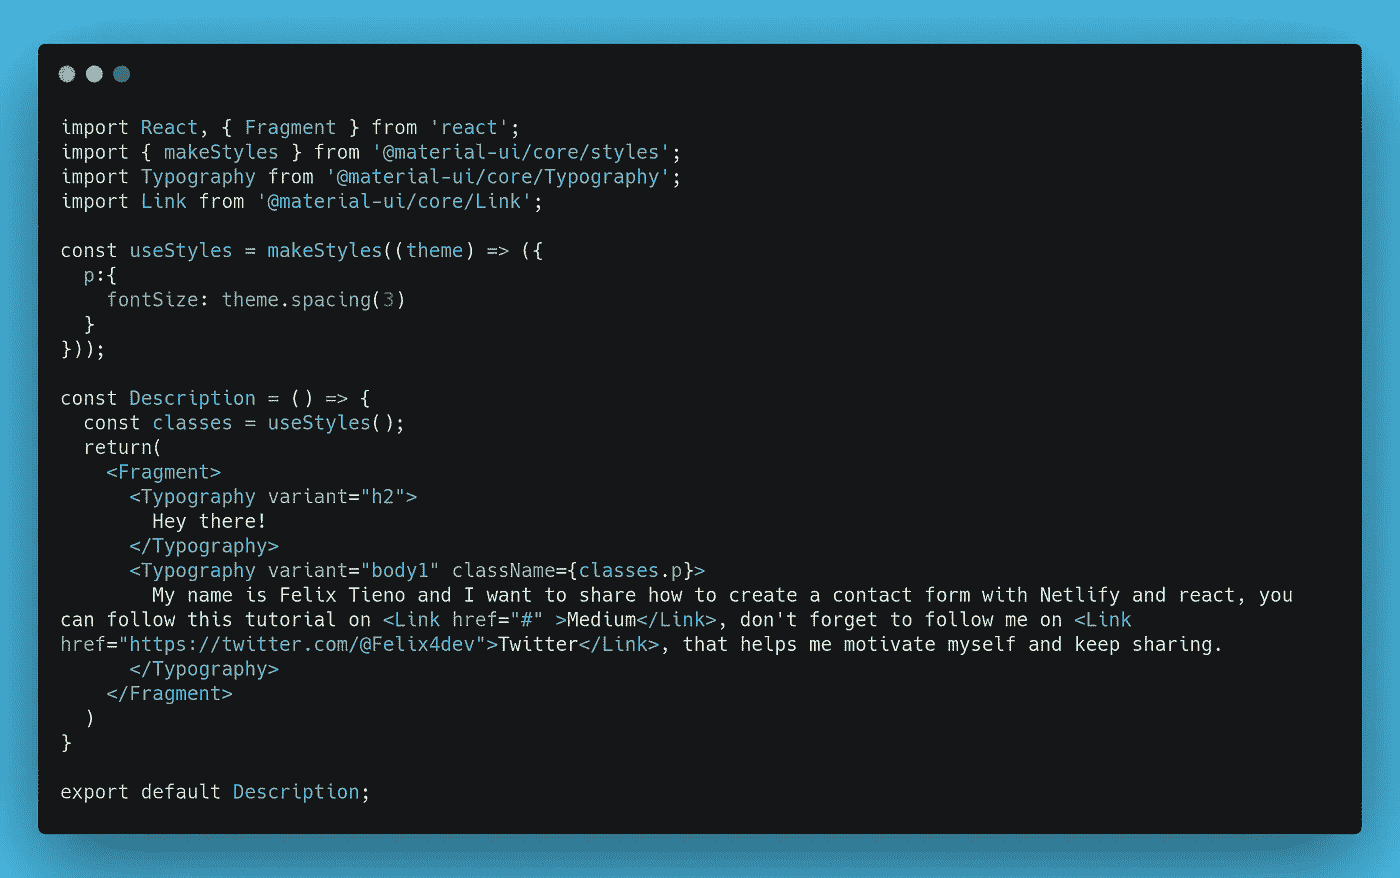 import React, { Fragment } from 'react';
import { makeStyles } from '@material-ui/core/styles';
import Typography from '@material-ui/core/Typography';
import Link from '@material-ui/core/Link';

const useStyles = makeStyles((theme) => ({
  p:{
    fontSize: theme.spacing(3)
  }
}));

const Description = () => {
  const classes = useStyles();
  return(
    <Fragment>
      <Typography variant="h2">
        Hey there!
      </Typography>
      <Typography variant="body1" className={classes.p}>
        My name is Felix Tieno and I want to share how to create a contact form with Netlify and react, you
can follow this tutorial on <Link href="#" >Medium</Link>, don't forget to follow me on <Link
href="https://twitter.com/@Felix4dev">Twitter</Link>, that helps me motivate myself and keep sharing.
      </Typography>
    </Fragment>
  )
}

export default Description;